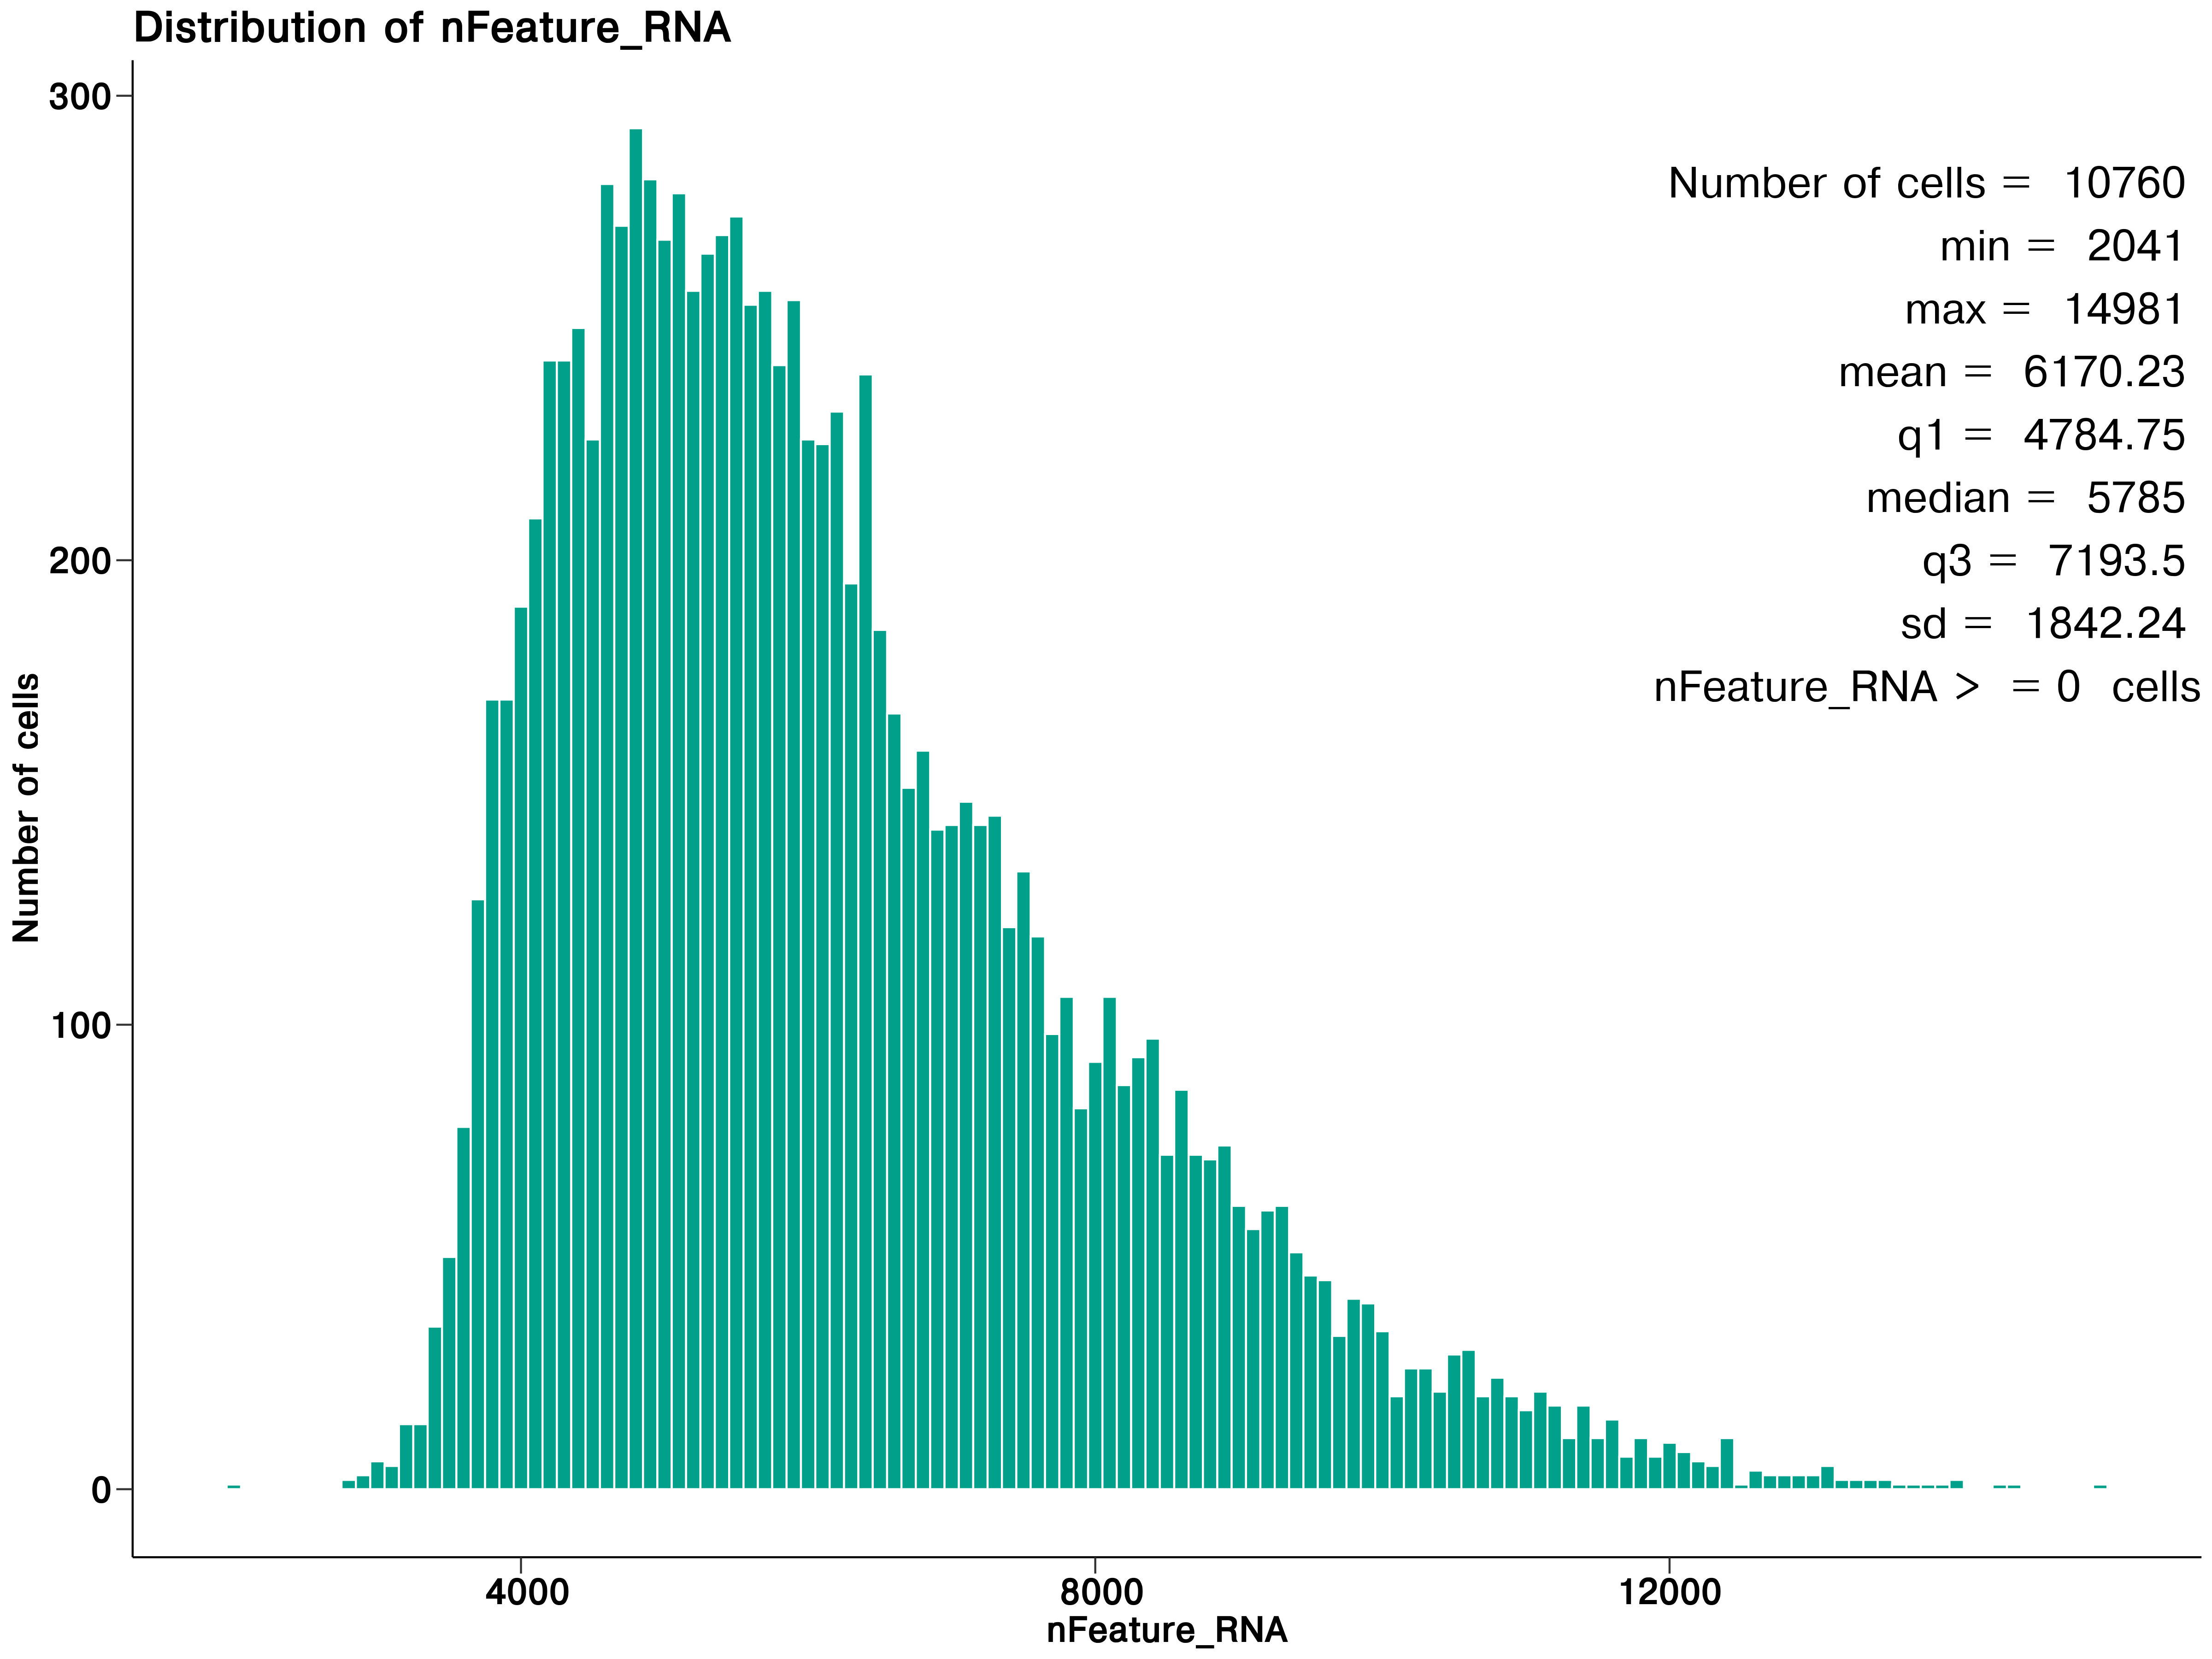 Distribution of nFeature_RNA
300
200
100
0
Number of cells
Number of cells = 10760
min = 2041
max = 14981
mean = 6170.23
q1 = 4784.75
median = 5785
q3 = 7193.5
sd = 1842.24
nFeature_RNA > = 0 cells
4000 8000 12000
nFeature_RNA